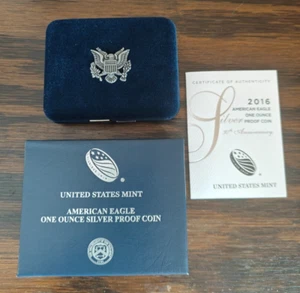 CERTIFICATE OF AUTHENTICITY
2016
AMERICAN EAGLE
ONE OUNCE
Silver
PROOF COIN
30th Anniversary
UNITED STATES MINT
UNITED STATES MINT
AMERICAN EAGLE
ONE OUNCE SILVER PROOF COIN